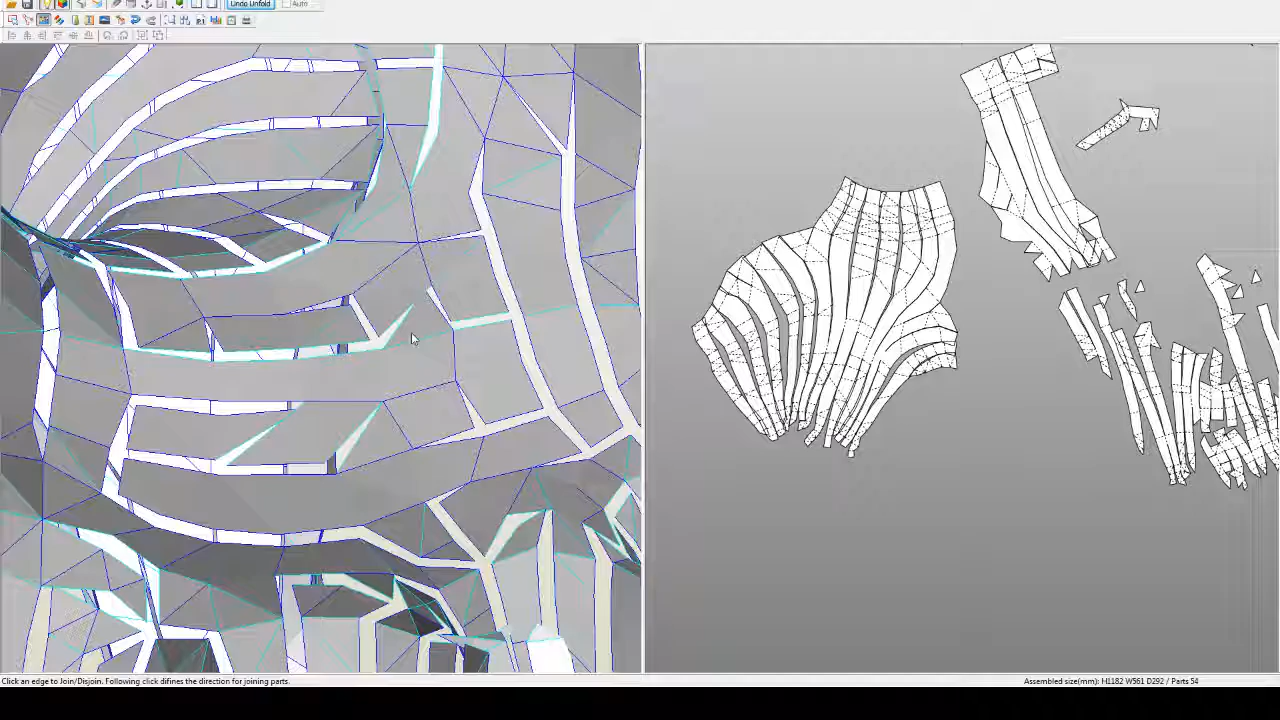 Undo Unfold
Auto
Click an edge to Join/Disjoin. Following click difines the direction for joining parts.
Assembled size(mm): H1182 W561 D292 / Parts 54